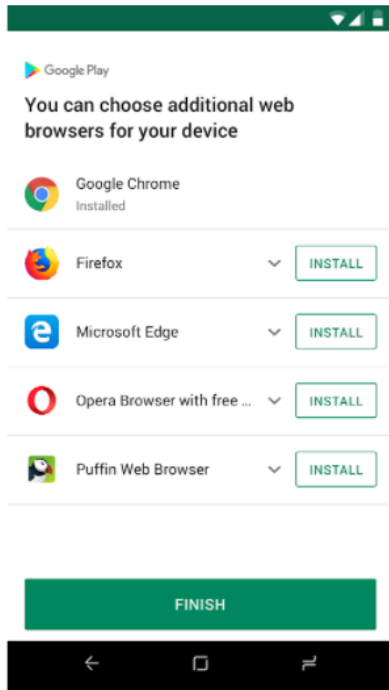 Google Play
You can choose additional web
browsers for your device
Google Chrome
Installed
Firefox
INSTALL
Microsoft Edge
INSTALL
Opera Browser with free ...
INSTALL
Puffin Web Browser
INSTALL
FINISH